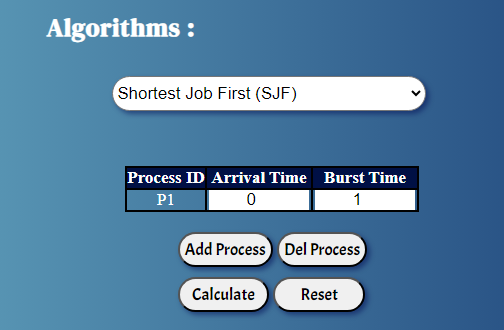 Algorithms :
Shortest Job First (SJF)
Process ID Arrival Time Burst Time
P1 0 1
Add Process Del Process
Calculate Reset